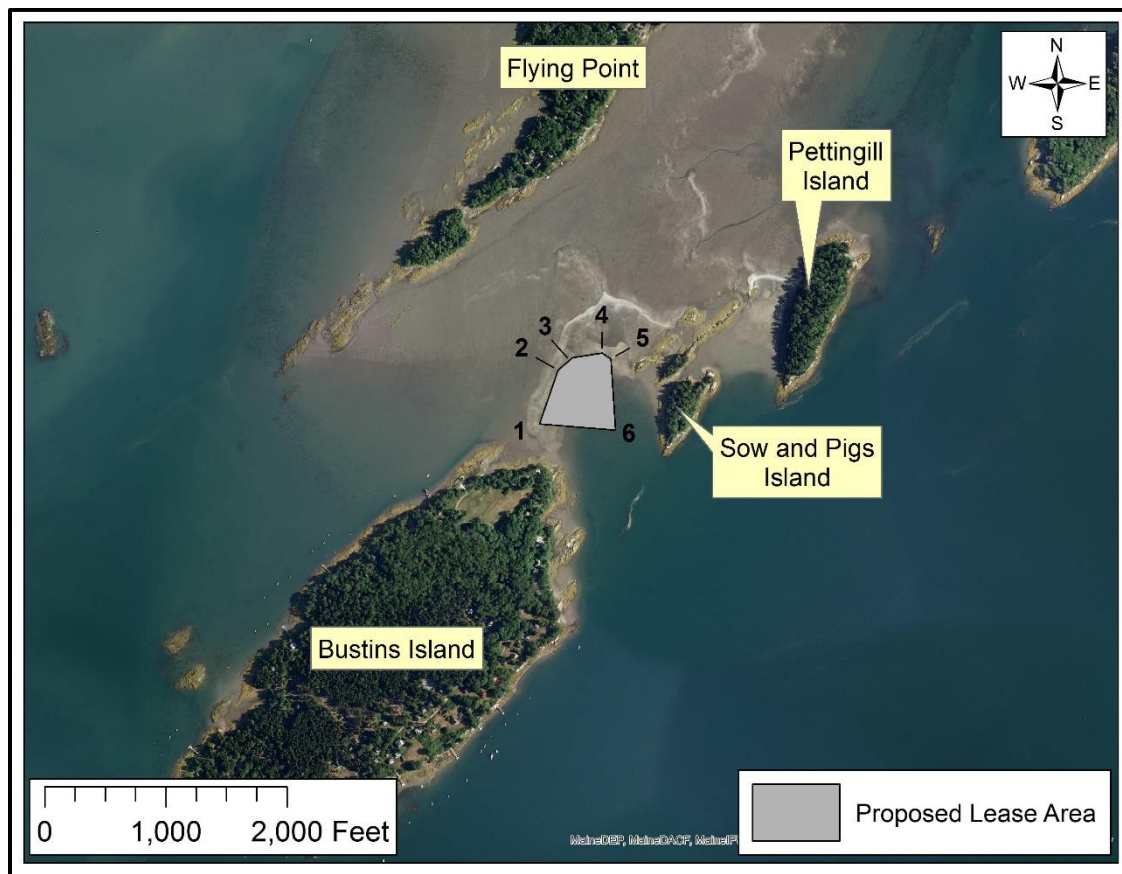 Flying Point
N
W E
S
Pettingill
Island
4
3
5
2
1
6
Sow and Pigs
Island
Bustins Island
0 1,000 2,000 Feet
Proposed Lease Area
MaineDEP, MaineDACF,